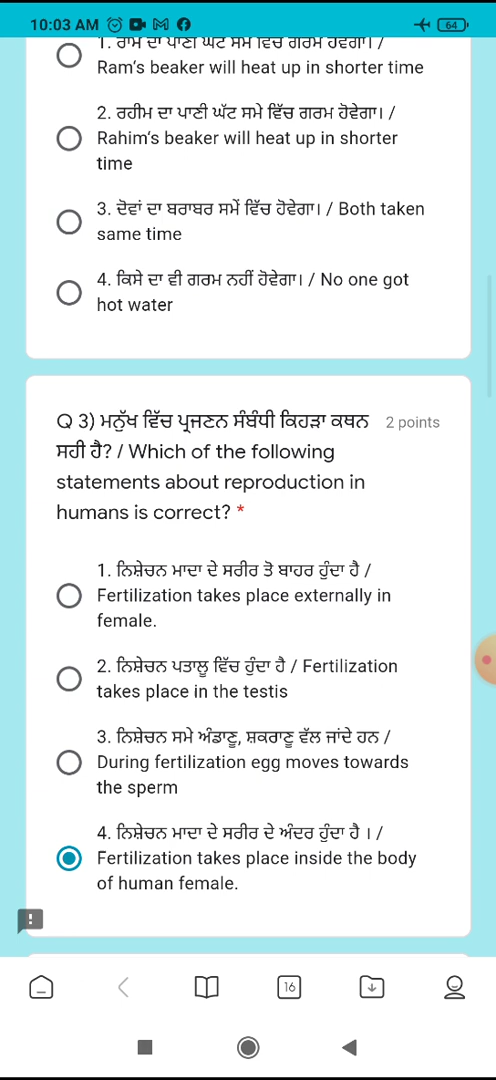 10:03 AM
64
1. ਰਾਮ ਦਾ ਪਾਣੀ ਘੱਟ ਸਮੇ ਵਿੱਚ ਗਰਮ ਹੋਵੇਗਾ। /
Ram's beaker will heat up in shorter time
2. ਰਹੀਮ ਦਾ ਪਾਣੀ ਘੱਟ ਸਮੇ ਵਿੱਚ ਗਰਮ ਹੋਵੇਗਾ। /
Rahim's beaker will heat up in shorter
time
3. ਦੋਵਾਂ ਦਾ ਬਰਾਬਰ ਸਮੇਂ ਵਿੱਚ ਹੋਵੇਗਾ। / Both taken
same time
4. ਕਿਸੇ ਦਾ ਵੀ ਗਰਮ ਨਹੀਂ ਹੋਵੇਗਾ। / No one got
hot water
Q 3) ਮਨੁੱਖ ਵਿੱਚ ਪ੍ਰਜਣਨ ਸੰਬੰਧੀ ਕਿਹੜਾ ਕਥਨ 2 points
ਸਹੀ ਹੈ? / Which of the following
statements about reproduction in
humans is correct? *
1. ਨਿਸ਼ੇਚਨ ਮਾਦਾ ਦੇ ਸਰੀਰ ਤੋ ਬਾਹਰ ਹੁੰਦਾ ਹੈ /
Fertilization takes place externally in
female.
2. ਨਿਸ਼ੇਚਨ ਪਤਾਲੂ ਵਿੱਚ ਹੁੰਦਾ ਹੈ / Fertilization
takes place in the testis
3. ਨਿਸ਼ੇਚਨ ਸਮੇ ਅੰਡਾਣੂ, ਸ਼ਕਰਾਣੂ ਵੱਲ ਜਾਂਦੇ ਹਨ /
During fertilization egg moves towards
the sperm
4. ਨਿਸ਼ੇਚਨ ਮਾਦਾ ਦੇ ਸਰੀਰ ਦੇ ਅੰਦਰ ਹੁੰਦਾ ਹੈ । /
Fertilization takes place inside the body
of human female.
16